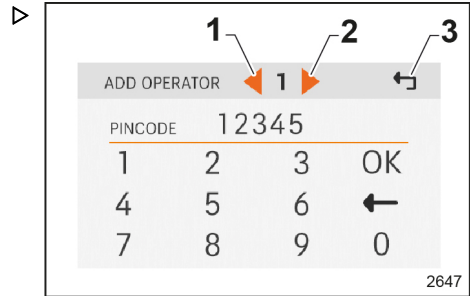 1 2 3
ADD OPERATOR 1
PINCODE 12345
1 2 3 OK
4 5 6
7 8 9 0
2647